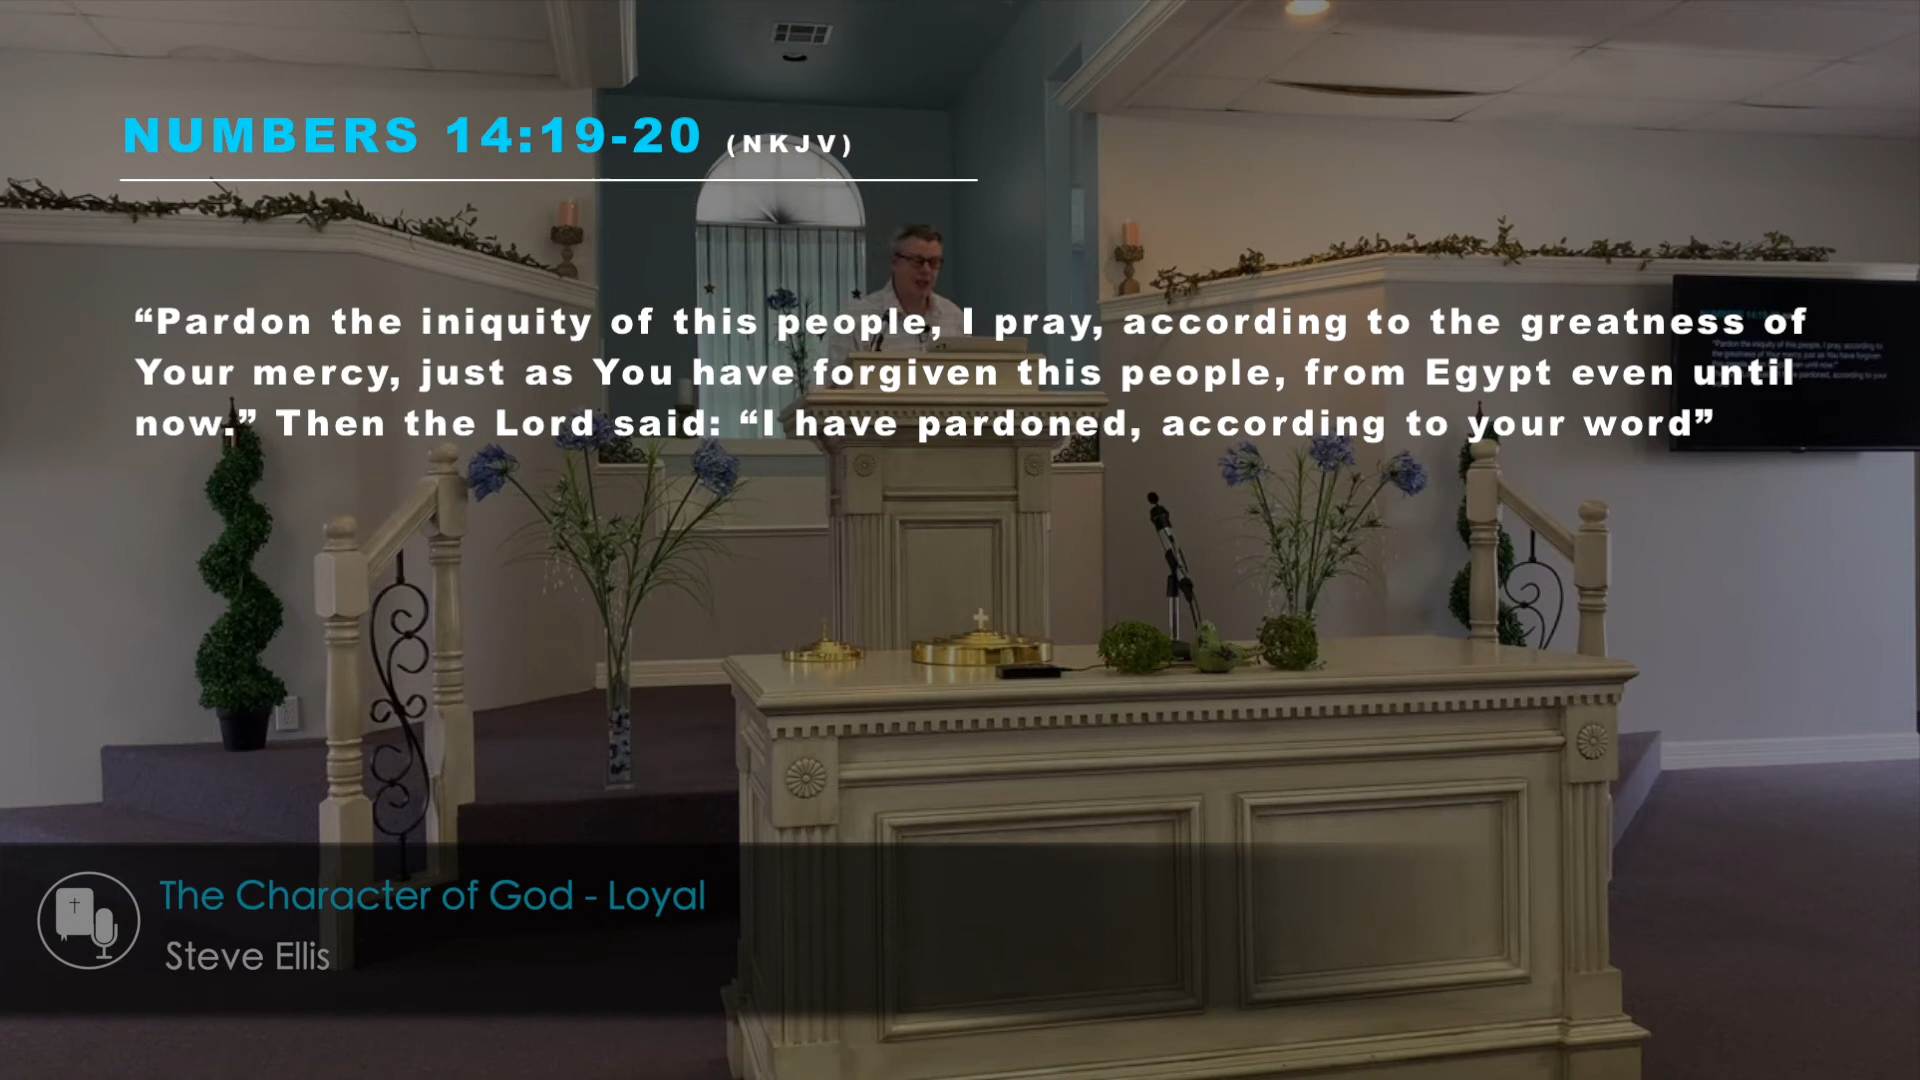 NUMBERS 14:19-20 (NKJV)
“Pardon the iniquity of this people, I pray, according to the greatness of
Your mercy, just as You have forgiven this people, from Egypt even until
now.” Then the Lord said: “I have pardoned, according to your word”
The Character of God - Loyal
Steve Ellis